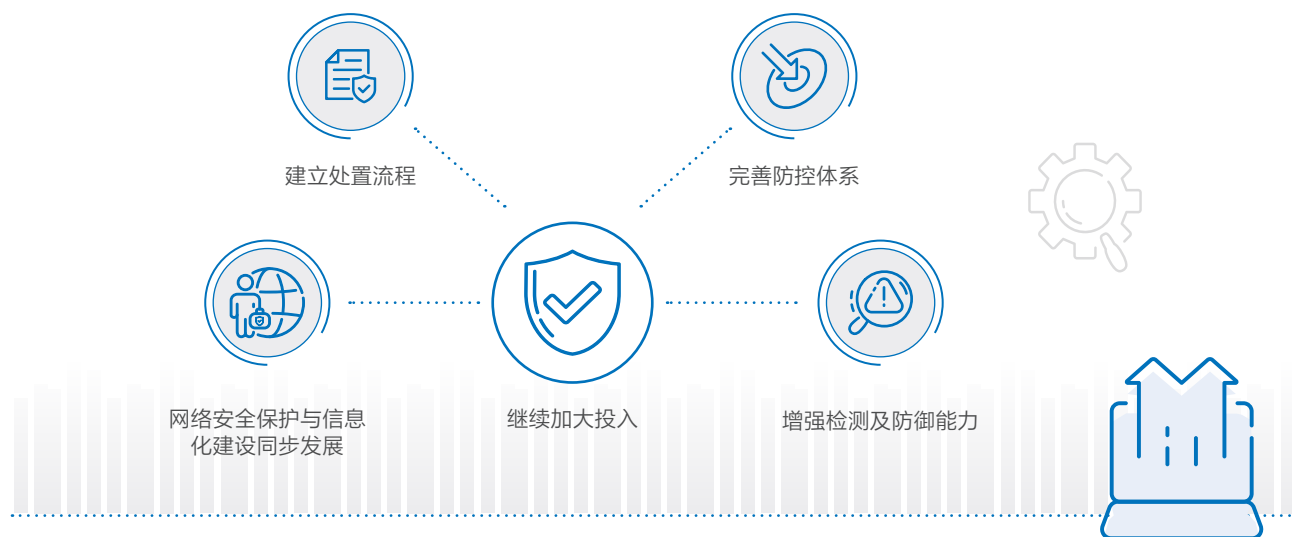 建立处置流程
完善防控体系
网络安全保护与信息
化建设同步发展
继续加大投入
增强检测及防御能力